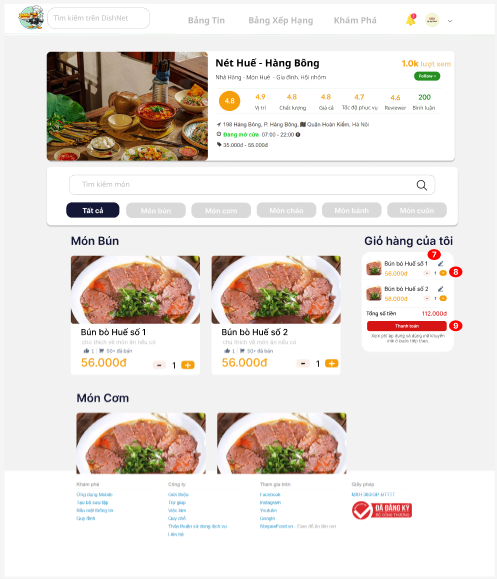 Tìm kiếm trên DishNet
Bảng Tin
Bảng Xếp Hạng
Khám Phá
Nét Huế - Hàng Bông
1.0k lượt xem
Nhà Hàng - Món Huế - Gia đình, Hội nhóm
Follow +
4.8
4.9
4.8
4.8
4.7
4.6
200
Vị trí
Chất lượng
Giá cả
Tốc độ phục vụ
Reviewer
Bình luận
198 Hàng Bông, P. Hàng Bông, Quận Hoàn Kiếm, Hà Nội
Đang mở cửa 07:00 - 22:00
35.000đ - 55.000đ
Tìm kiếm món
Tất cả
Món bún
Món cơm
Món cháo
Món bánh
Món cuốn
Món Bún
Bún bò Huế số 1
chú thích về món ăn nếu có
1 | 50+ đã bán
56.000đ
- 1 +
Bún bò Huế số 2
chú thích về món ăn nếu có
1 | 50+ đã bán
56.000đ
- 1 +
Giỏ hàng của tôi
7
Bún bò Huế số 1
56.000đ
- 1 +
8
Bún bò Huế số 2
56.000đ
- 1 +
Tổng số tiền
112.000đ
Thanh toán
9
Món Cơm
Khám phá
Ứng dụng Mobile
Tạo bộ sưu tập
Bảo mật thông tin
Quy định
Công ty
Giới thiệu
Trợ giúp
Việc làm
Quy chế
Thỏa thuận sử dụng dịch vụ
Liên hệ
Tham gia trên
Facebook
Instagram
Youtube
Google
Giấy phép
ĐÃ ĐĂNG KÝ
BỘ CÔNG THƯƠNG